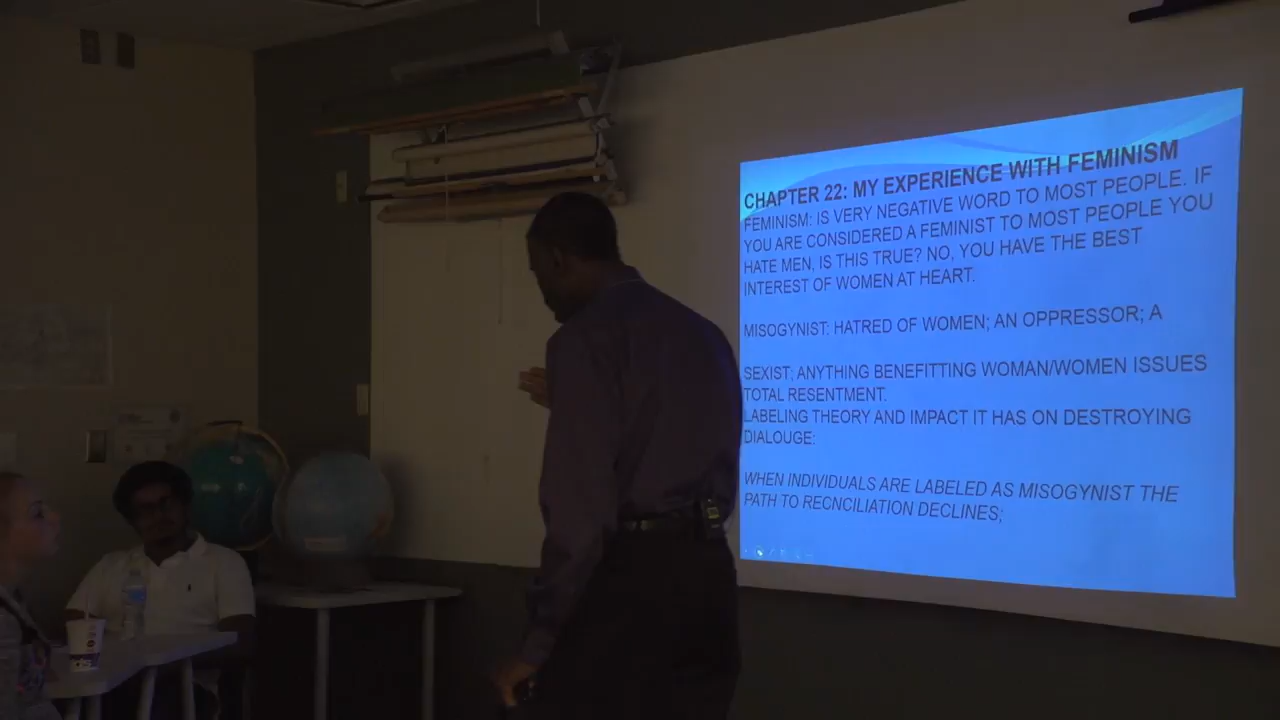 CHAPTER 22: MY EXPERIENCE WITH FEMINISM
FEMINISM: IS VERY NEGATIVE WORD TO MOST PEOPLE. IF
YOU ARE CONSIDERED A FEMINIST TO MOST PEOPLE YOU
HATE MEN, IS THIS TRUE? NO, YOU HAVE THE BEST
INTEREST OF WOMEN AT HEART.
MISOGYNIST: HATRED OF WOMEN; AN OPPRESSOR; A
SEXIST; ANYTHING BENEFITTING WOMAN/WOMEN ISSUES
TOTAL RESENTMENT.
LABELING THEORY AND IMPACT IT HAS ON DESTROYING
DIALOUGE:
WHEN INDIVIDUALS ARE LABELED AS MISOGYNIST THE
PATH TO RECNCILIATION DECLINES;